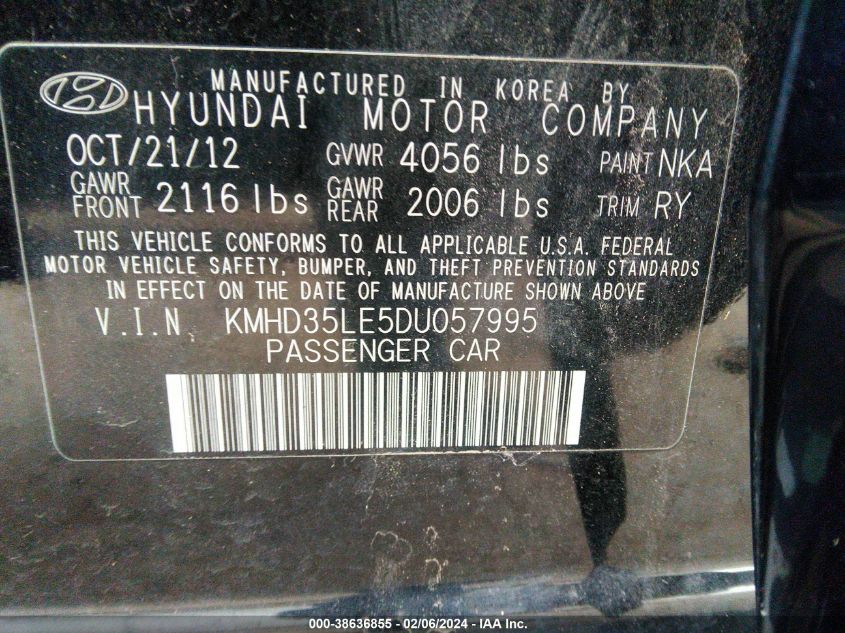 MANUFACTURED IN KOREA BY
HYUNDAI MOTOR COMPANY
OCT/21/12 GVWR 4056 lbs PAINT NKA
GAWR FRONT 2116 lbs GAWR REAR 2006 lbs TRIM RY
THIS VEHICLE CONFORMS TO ALL APPLICABLE U.S.A. FEDERAL
MOTOR VEHICLE SAFETY, BUMPER, AND THEFT PREVENTION STANDARDS
IN EFFECT ON THE DATE OF MANUFACTURE SHOWN ABOVE
V.I.N KMHD35LE5DU057995
PASSENGER CAR
000-38636855 - 02/06/2024 - IAA Inc.